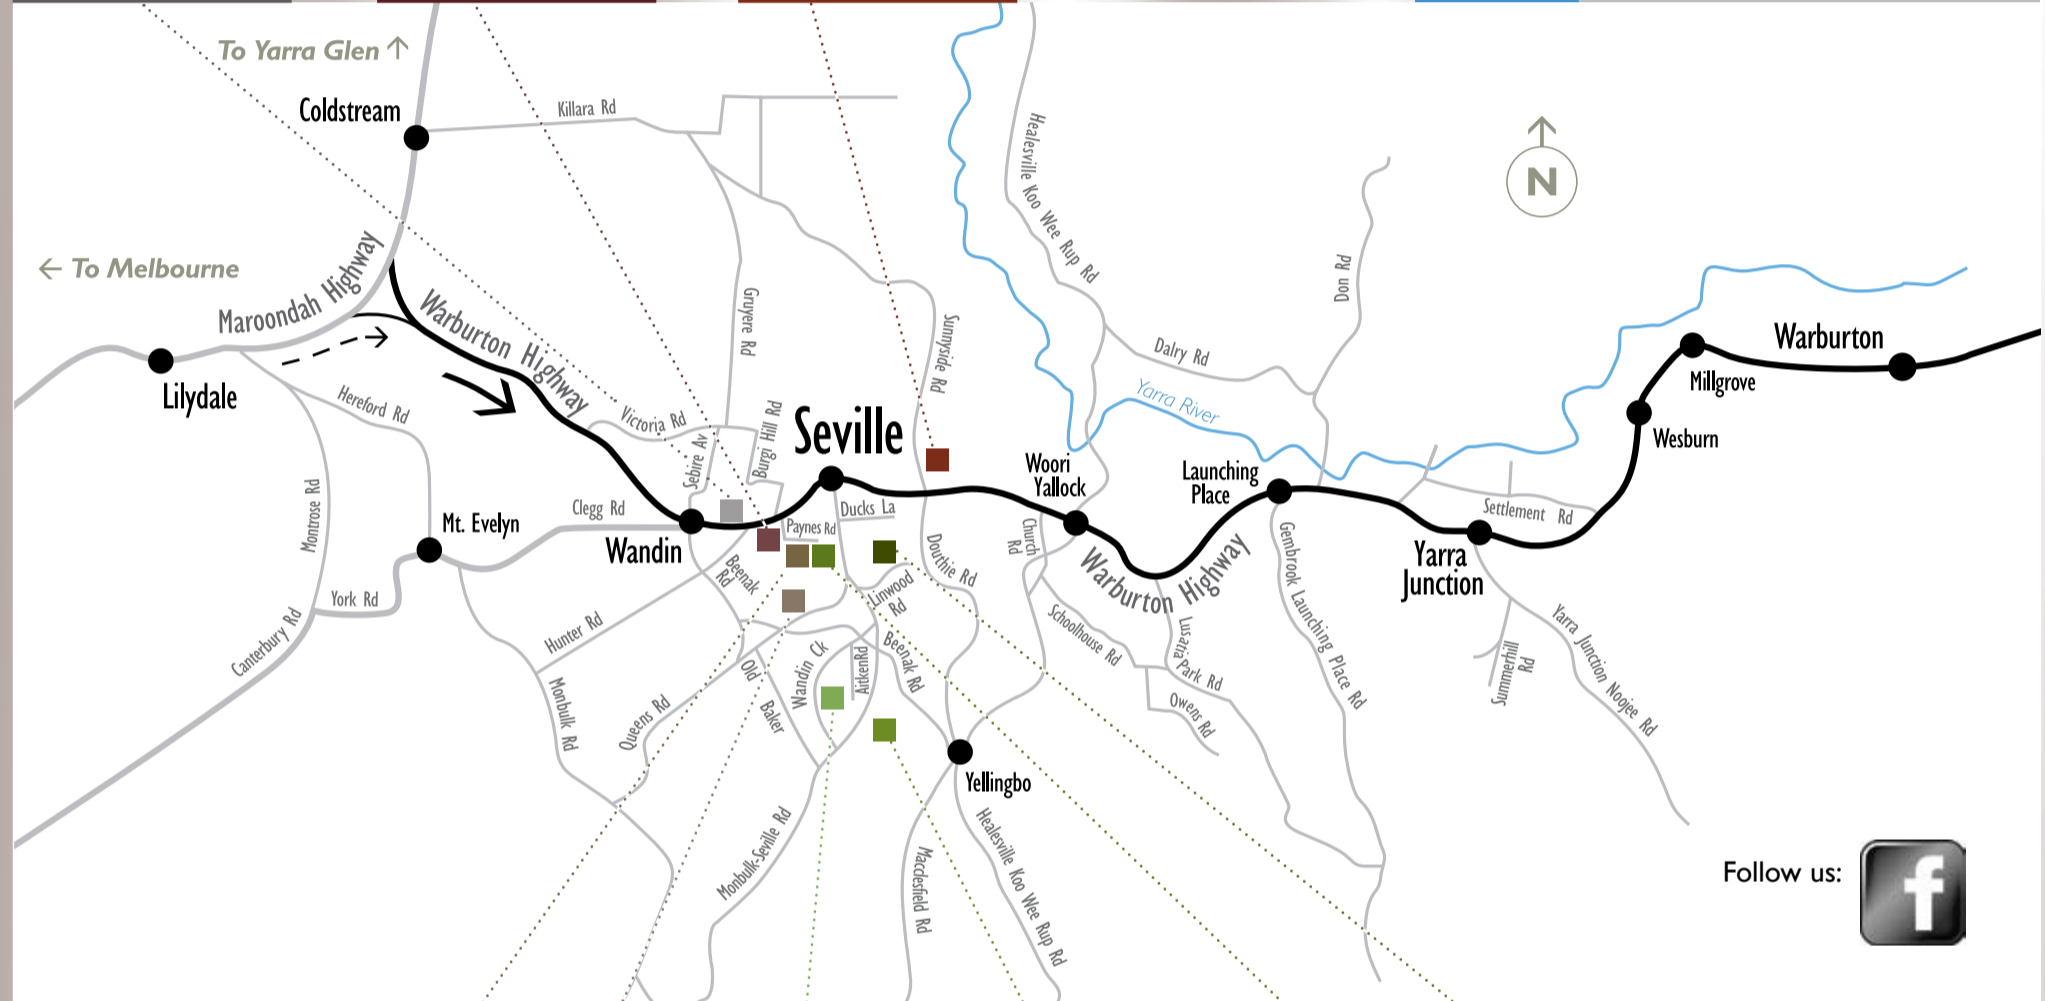 To Yarra Glen ↑
Coldstream
Killara Rd
← To Melbourne
Maroondah Highway
Warburton Highway
Lilydale
Hereford Rd
Montrose Rd
Mt. Evelyn
York Rd
Canterbury Rd
Clegg Rd
Wandin
Victoria Rd
Sebire Av
Burgi Hill Rd
Gruyere Rd
Seville
Sunnyside Rd
Healesville Koo Wee Rup Rd
Dalry Rd
Don Rd
N
Yarra River
Woori
Yallock
Launching
Place
Warburton
Millgrove
Wesburn
Settlement Rd
Yarra
Junction
Paynes Rd
Ducks La
Beenak
Rd
Linwood
Rd
Douthie Rd
Church
Rd
Warburton Highway
Schoolhouse Rd
Lusatia Park Rd
Owens Rd
Gembrook Launching Place Rd
Summerhill
Rd
Yarra Junction Noojee Rd
Hunter Rd
Monbulk Rd
Queens Rd
Old Baker
Wandin Ck
AitkenRd
Beenak Rd
Yellingbo
Monbulk-Seville Rd
Macclesfield Rd
Healesville Koo Wee Rup Rd
Follow us:
f